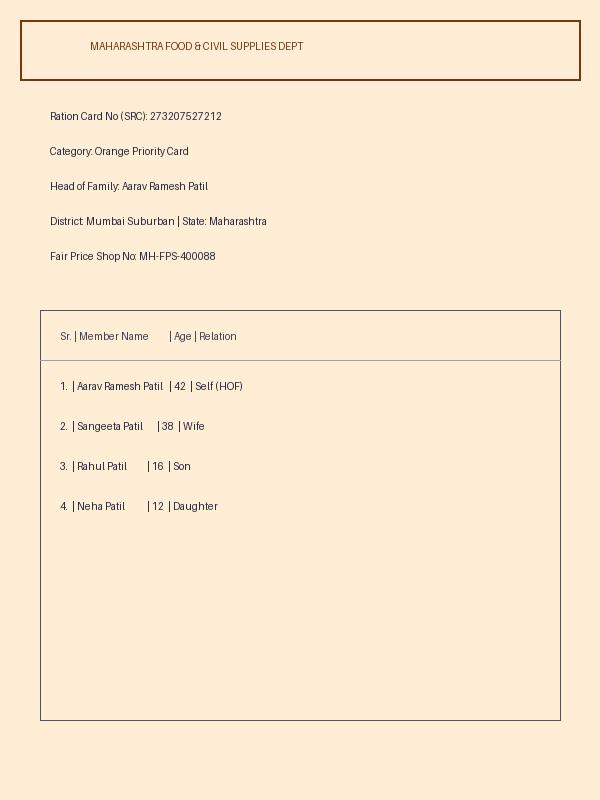 MAHARASHTRA FOOD & CIVIL SUPPLIES DEPT
Ration Card No (SRC): 273207527212
Category: Orange Priority Card
Head of Family: Aarav Ramesh Patil
District: Mumbai Suburban | State: Maharashtra
Fair Price Shop No: MH-FPS-400088
Sr. | Member Name | Age | Relation
1. | Aarav Ramesh Patil | 42 | Self (HOF)
2. | Sangeeta Patil | 38 | Wife
3. | Rahul Patil | 16 | Son
4. | Neha Patil | 12 | Daughter